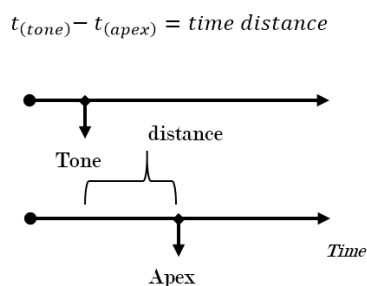 t(tone) − t(apex) = time distance
distance
Tone
Time
Apex